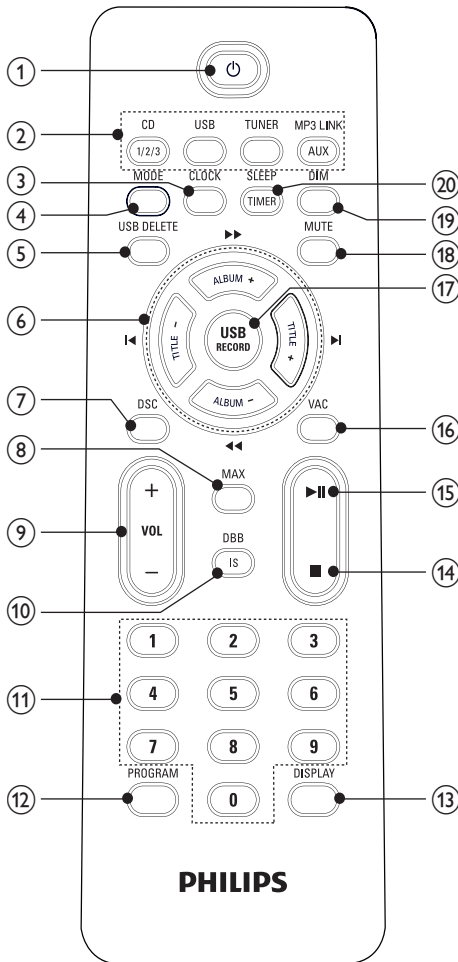 1
2
CD USB TUNER MP3 LINK
1/2/3 AUX
3
MODE CLOCK SLEEP DIM
TIMER
20
4
19
USB DELETE MUTE
5
18
ALBUM +
17
6
TITLE - USB RECORD TITLE +
ALBUM -
7
DSC VAC
16
8
MAX
15
+
9
VOL
-
DBB
IS
14
10
1 2 3
11
4 5 6
7 8 9
PROGRAM DISPLAY
12
0
13
PHILIPS